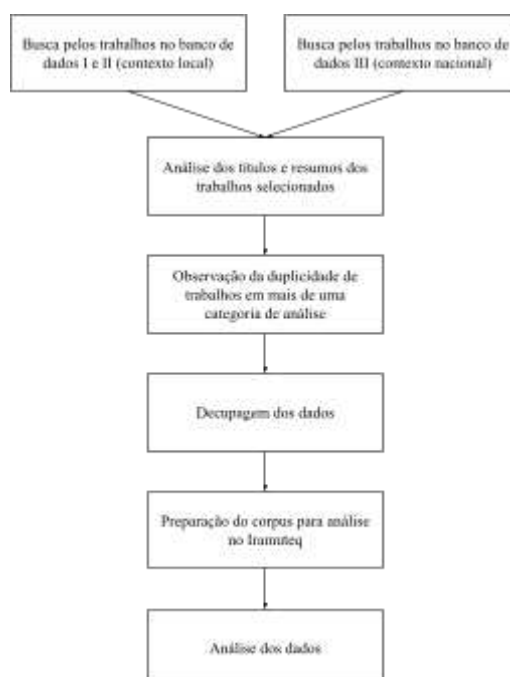 Busca pelos trabalhos no banco de
dados I e II (contexto local)
Busca pelos trabalhos no banco de
dados III (contexto nacional)
Análise dos títulos e resumos dos
trabalhos selecionados
Observação da duplicidade de
trabalhos em mais de uma
categoria de análise
Decupagem dos dados
Preparação do corpus para análise
no Iramuteq
Análise dos dados